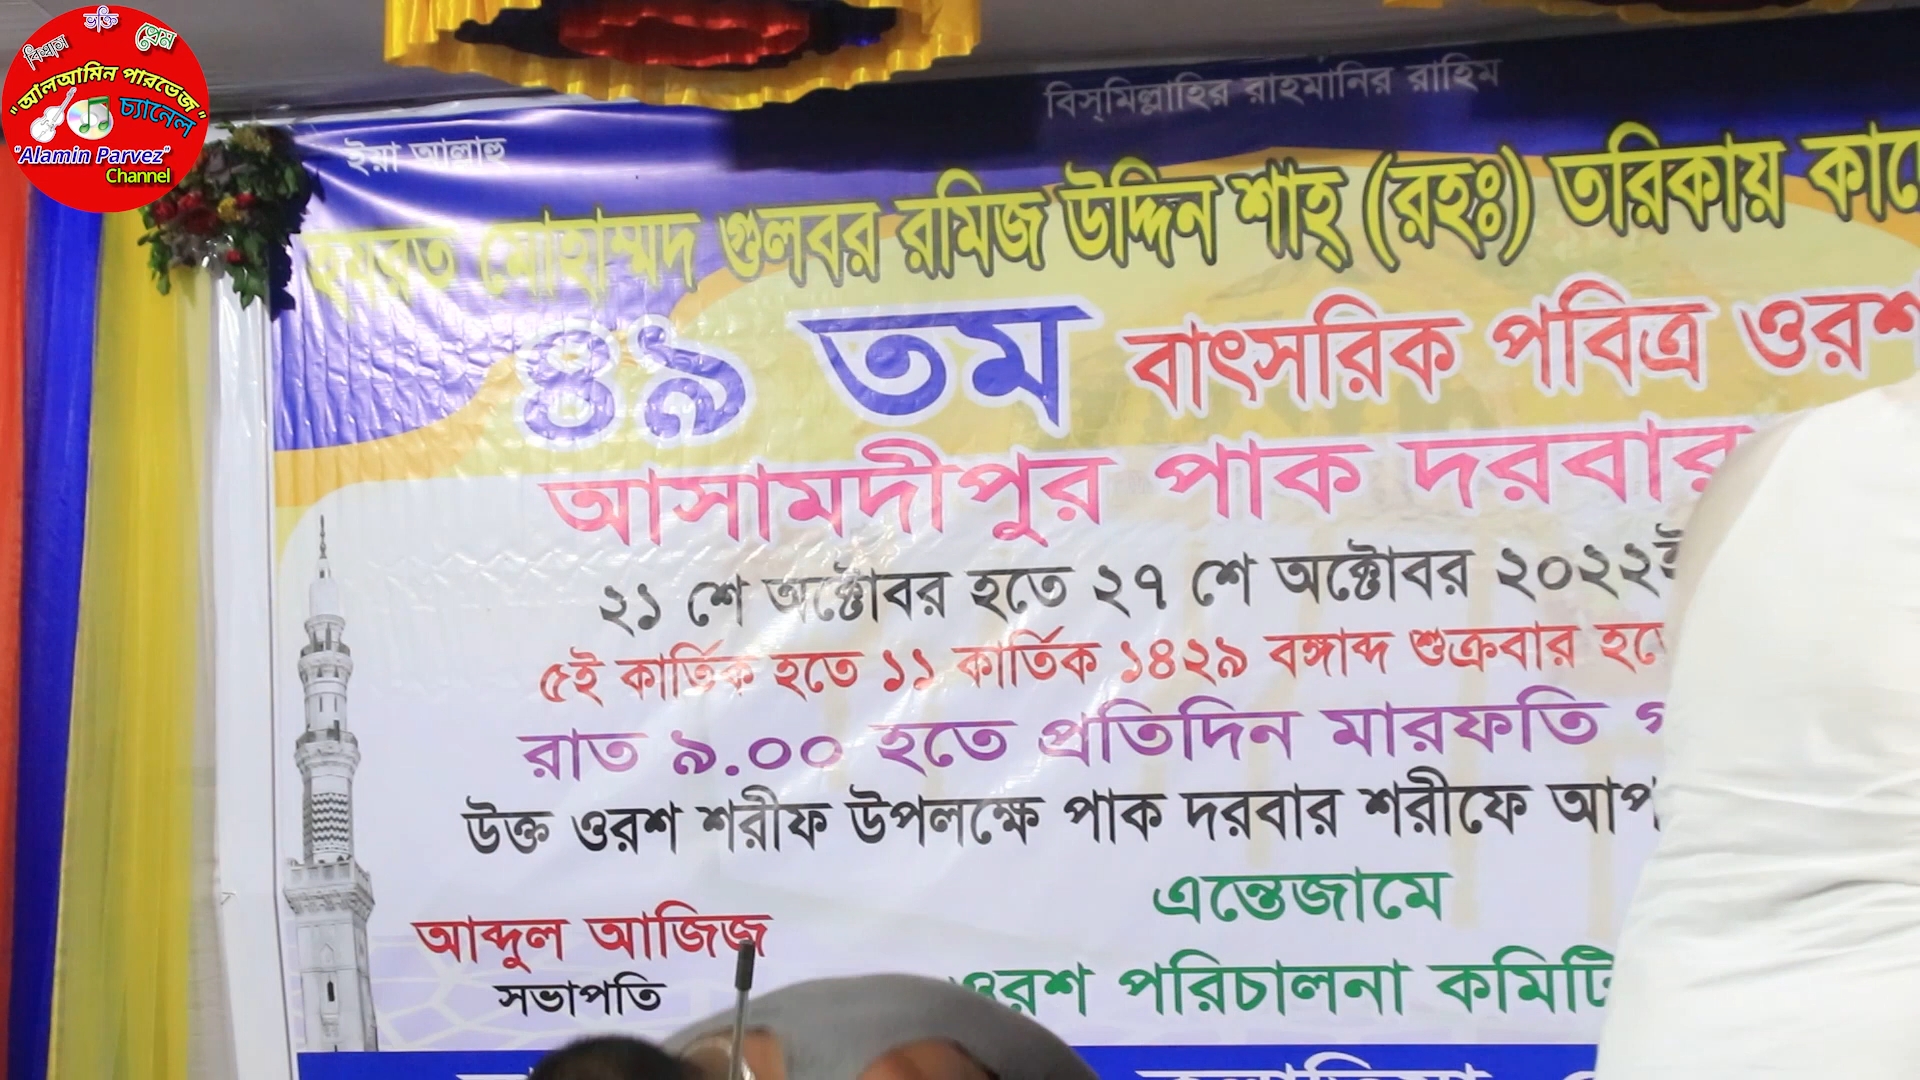 বিশ্বাস ভক্তি প্রেম
"আলআমিন পারভেজ"
চ্যানেল
"Alamin Parvez"
Channel
বিস্‌মিল্লাহির রাহমানির রাহিম
ইয়া আল্লাহু
হযরত মোহাম্মদ গুলবর রমিজ উদ্দিন শাহ্ (রহঃ) তরিকায়
৪৯ তম বাৎসরিক পবিত্র ওরশ
আসামদীপুর পাক দরবার
২১ শে অক্টোবর হতে ২৭ শে অক্টোবর ২০২২
৫ই কার্তিক হতে ১১ কার্তিক ১৪২৯ বঙ্গাব্দ শুক্রবার
রাত ৯.০০ হতে প্রতিদিন মারফতি
উক্ত ওরশ শরীফ উপলক্ষে পাক দরবার শরীফে
এন্তেজামে
আব্দুল আজিজ
সভাপতি
ওরশ পরিচালনা কমিটি